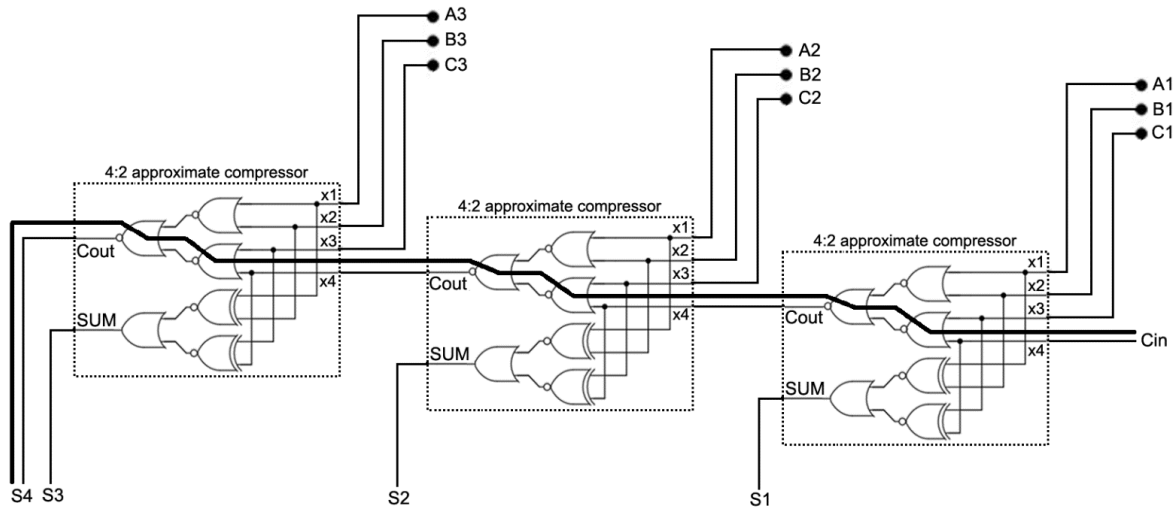 A3
B3
C3
4:2 approximate compressor
x1
x2
x3
x4
Cout
SUM
A2
B2
C2
4:2 approximate compressor
x1
x2
x3
x4
Cout
SUM
A1
B1
C1
4:2 approximate compressor
x1
x2
x3
x4
Cout
SUM
Cin
S4 S3
S2
S1